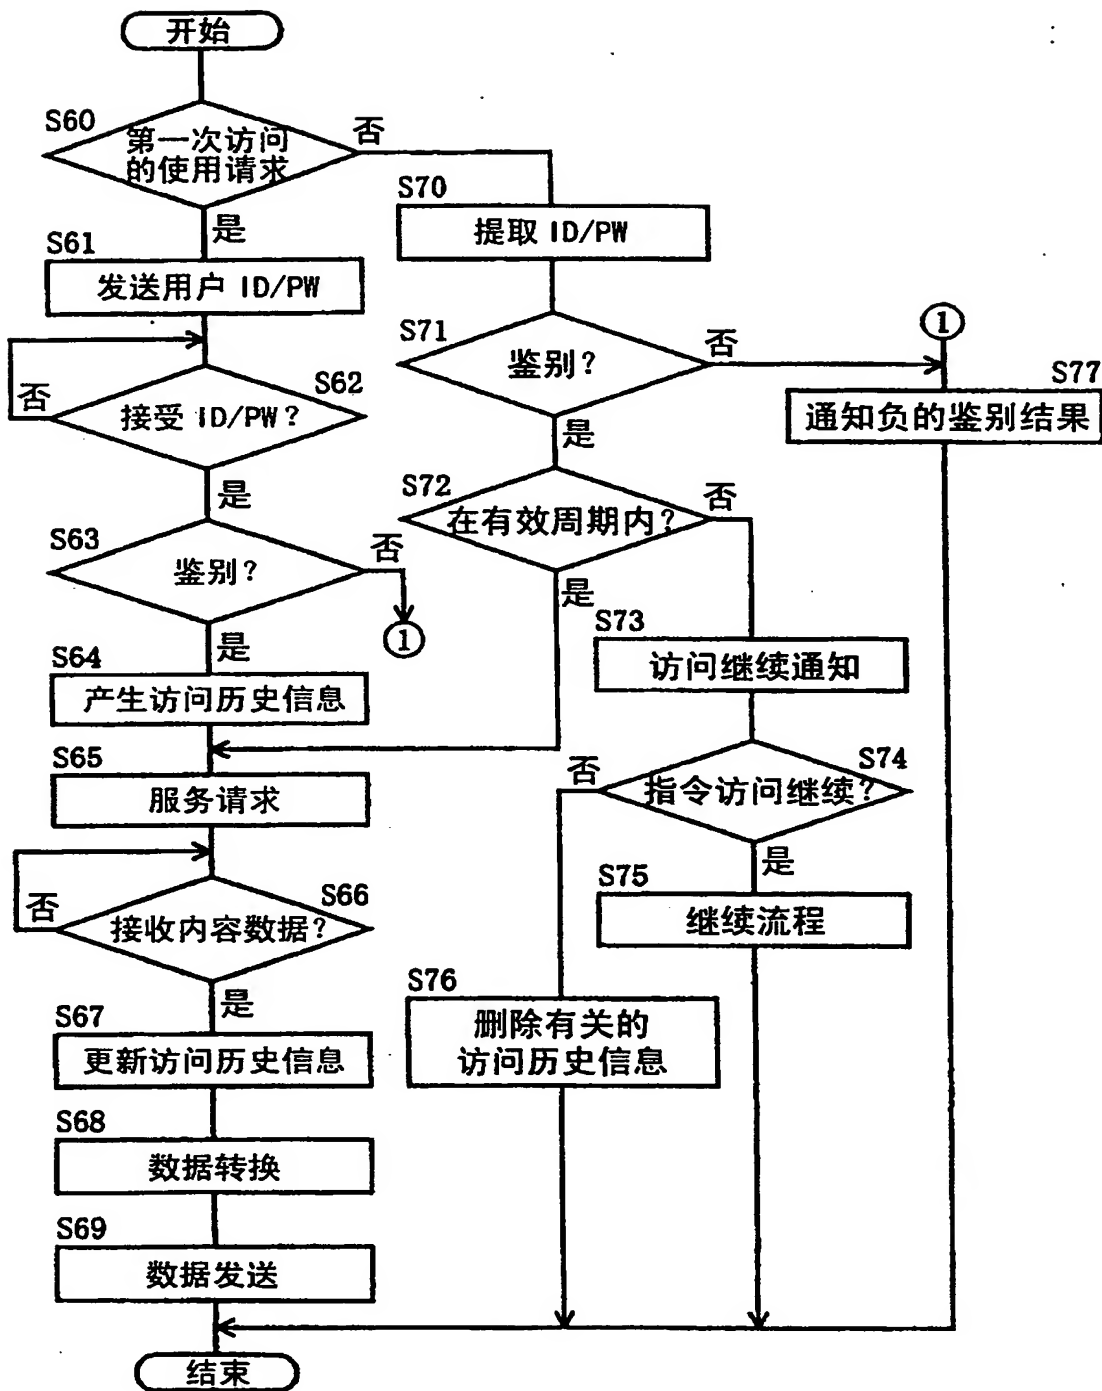 开始
S60
第一次访问
的使用请求
否
是
S61
发送用户 ID/PW
否
S62
接受 ID/PW?
是
S63
鉴别?
否
①
是
S64
产生访问历史信息
S65
服务请求
否
S66
接收内容数据?
是
S67
更新访问历史信息
S68
数据转换
S69
数据发送
结束
S70
提取 ID/PW
S71
鉴别?
否
是
S72
在有效周期内?
否
是
S73
访问继续通知
S74
指令访问继续?
否
是
S75
继续流程
S76
删除有关的
访问历史信息
①
S77
通知负的鉴别结果